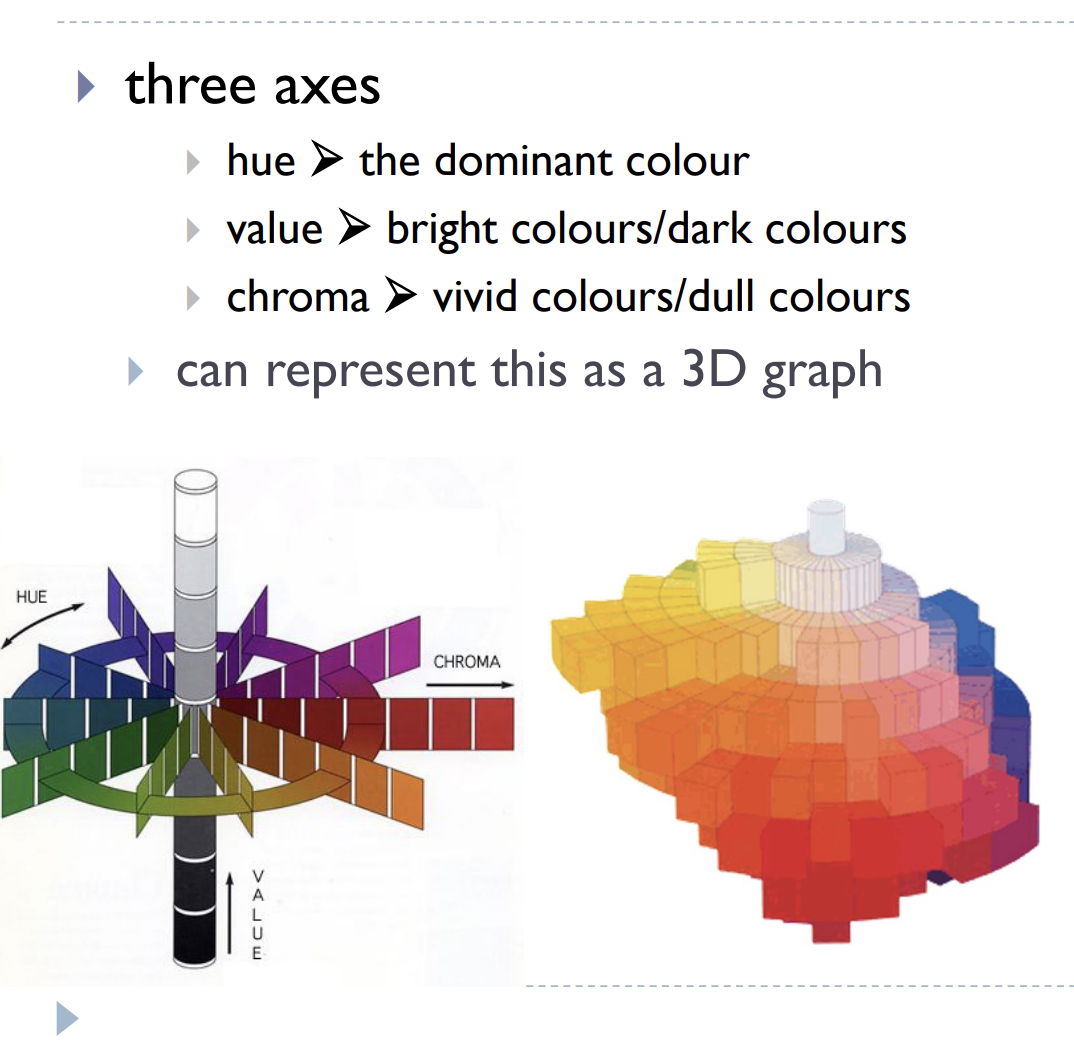 three axes
hue ➢ the dominant colour
value ➢ bright colours/dark colours
chroma ➢ vivid colours/dull colours
can represent this as a 3D graph
HUE
CHROMA
VALUE